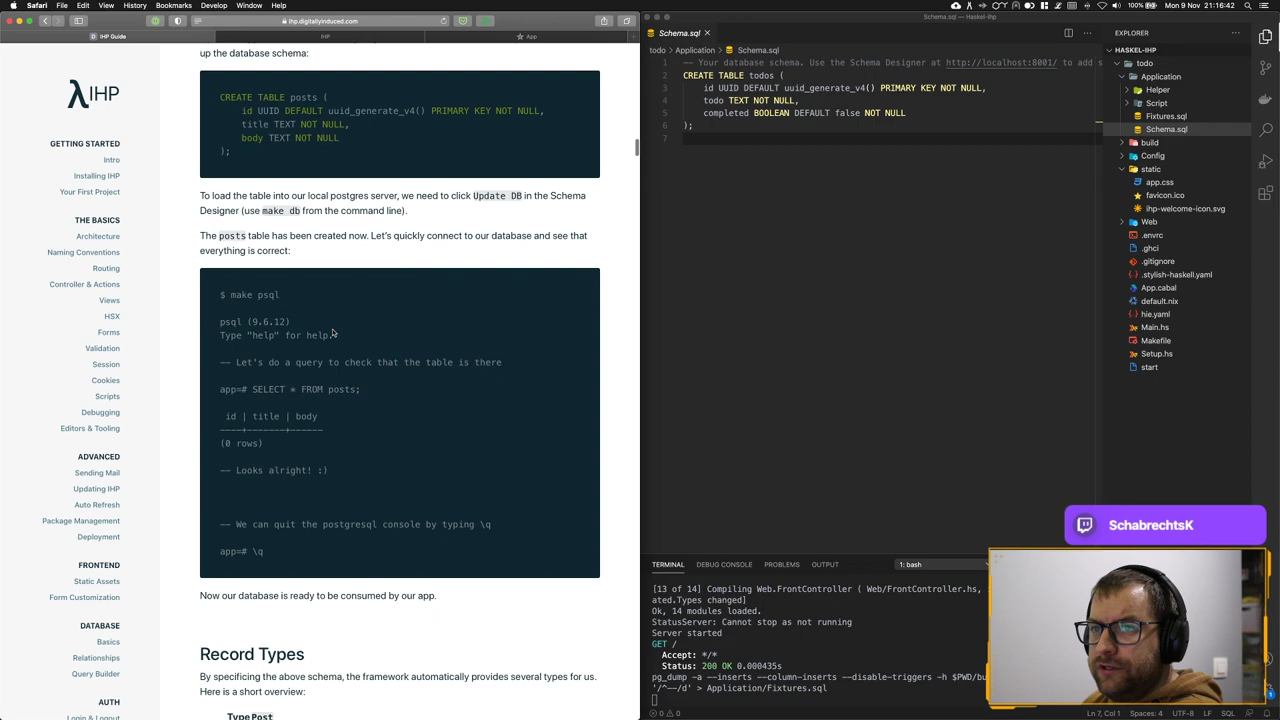 Safari File Edit View History Bookmarks Develop Window Help
100% Mon 9 Nov 21:16:42
ihp.digitallyinduced.com
IHP Guide
IHP
App
IHP
GETTING STARTED
Intro
Installing IHP
Your First Project
THE BASICS
Architecture
Naming Conventions
Routing
Controller & Actions
Views
HSX
Forms
Validation
Session
Cookies
Scripts
Debugging
Editors & Tooling
ADVANCED
Sending Mail
Updating IHP
Auto Refresh
Package Management
Deployment
FRONTEND
Static Assets
Form Customization
DATABASE
Basics
Relationships
Query Builder
AUTH
Login & Logout
up the database schema:
CREATE TABLE posts (
id UUID DEFAULT uuid_generate_v4() PRIMARY KEY NOT NULL,
title TEXT NOT NULL,
body TEXT NOT NULL
);
To load the table into our local postgres server, we need to click Update DB in the Schema
Designer (use make db from the command line).
The posts table has been created now. Let's quickly connect to our database and see that
everything is correct:
$ make psql
psql (9.6.12)
Type "help" for help.
-- Let's do a query to check that the table is there
app=# SELECT * FROM posts;
id | title | body
----+-------+------
(0 rows)
-- Looks alright! :)
-- We can quit the postgresql console by typing \q
app=# \q
Now our database is ready to be consumed by our app.
Record Types
By specificing the above schema, the framework automatically provides several types for us.
Here is a short overview:
Type Post
Schema.sql — Haskel-ihp
Schema.sql
todo > Application > Schema.sql
1 -- Your database schema. Use the Schema Designer at http://localhost:8001/ to add s
2 CREATE TABLE todos (
3 id UUID DEFAULT uuid_generate_v4() PRIMARY KEY NOT NULL,
4 todo TEXT NOT NULL,
5 completed BOOLEAN DEFAULT false NOT NULL
6 );
7
EXPLORER
HASKEL-IHP
todo
Application
Helper
Script
Fixtures.sql
Schema.sql
build
Config
static
app.css
favicon.ico
ihp-welcome-icon.svg
Web
.envrc
.ghci
.gitignore
.stylish-haskell.yaml
App.cabal
default.nix
hie.yaml
Main.hs
Makefile
Setup.hs
start
SchabrechtsK
TERMINAL DEBUG CONSOLE PROBLEMS OUTPUT 1: bash
[13 of 14] Compiling Web.FrontController ( Web/FrontController.hs,
ated.Types changed]
Ok, 14 modules loaded.
StatusServer: Cannot stop as not running
Server started
GET /
Accept: */*
Status: 200 OK 0.000435s
pg_dump -a --inserts --column-inserts --disable-triggers -h $PWD/bu
'/^--/d' > Application/Fixtures.sql
0 0
Ln 7, Col 1 Spaces: 4 UTF-8 LF SQL